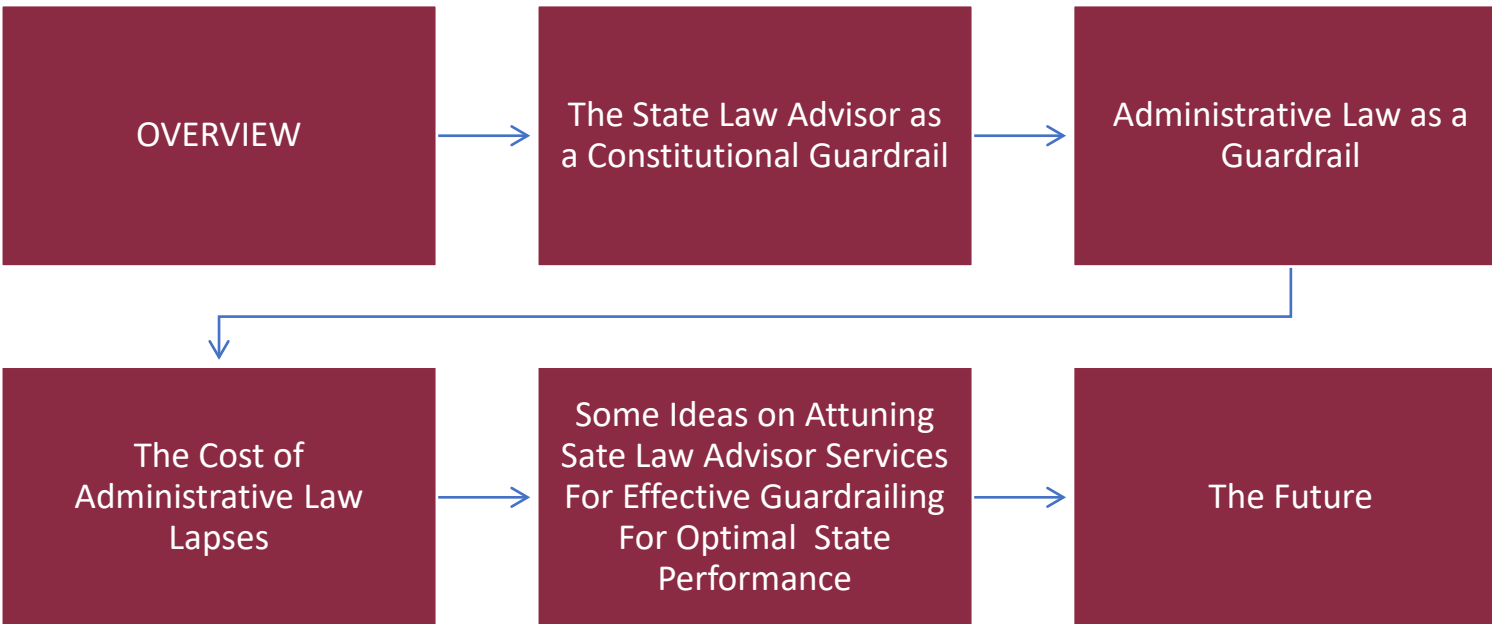 OVERVIEW
The State Law Advisor as
a Constitutional Guardrail
Administrative Law as a
Guardrail
The Cost of
Administrative Law
Lapses
Some Ideas on Attuning
Sate Law Advisor Services
For Effective Guardrailing
For Optimal  State
Performance
The Future